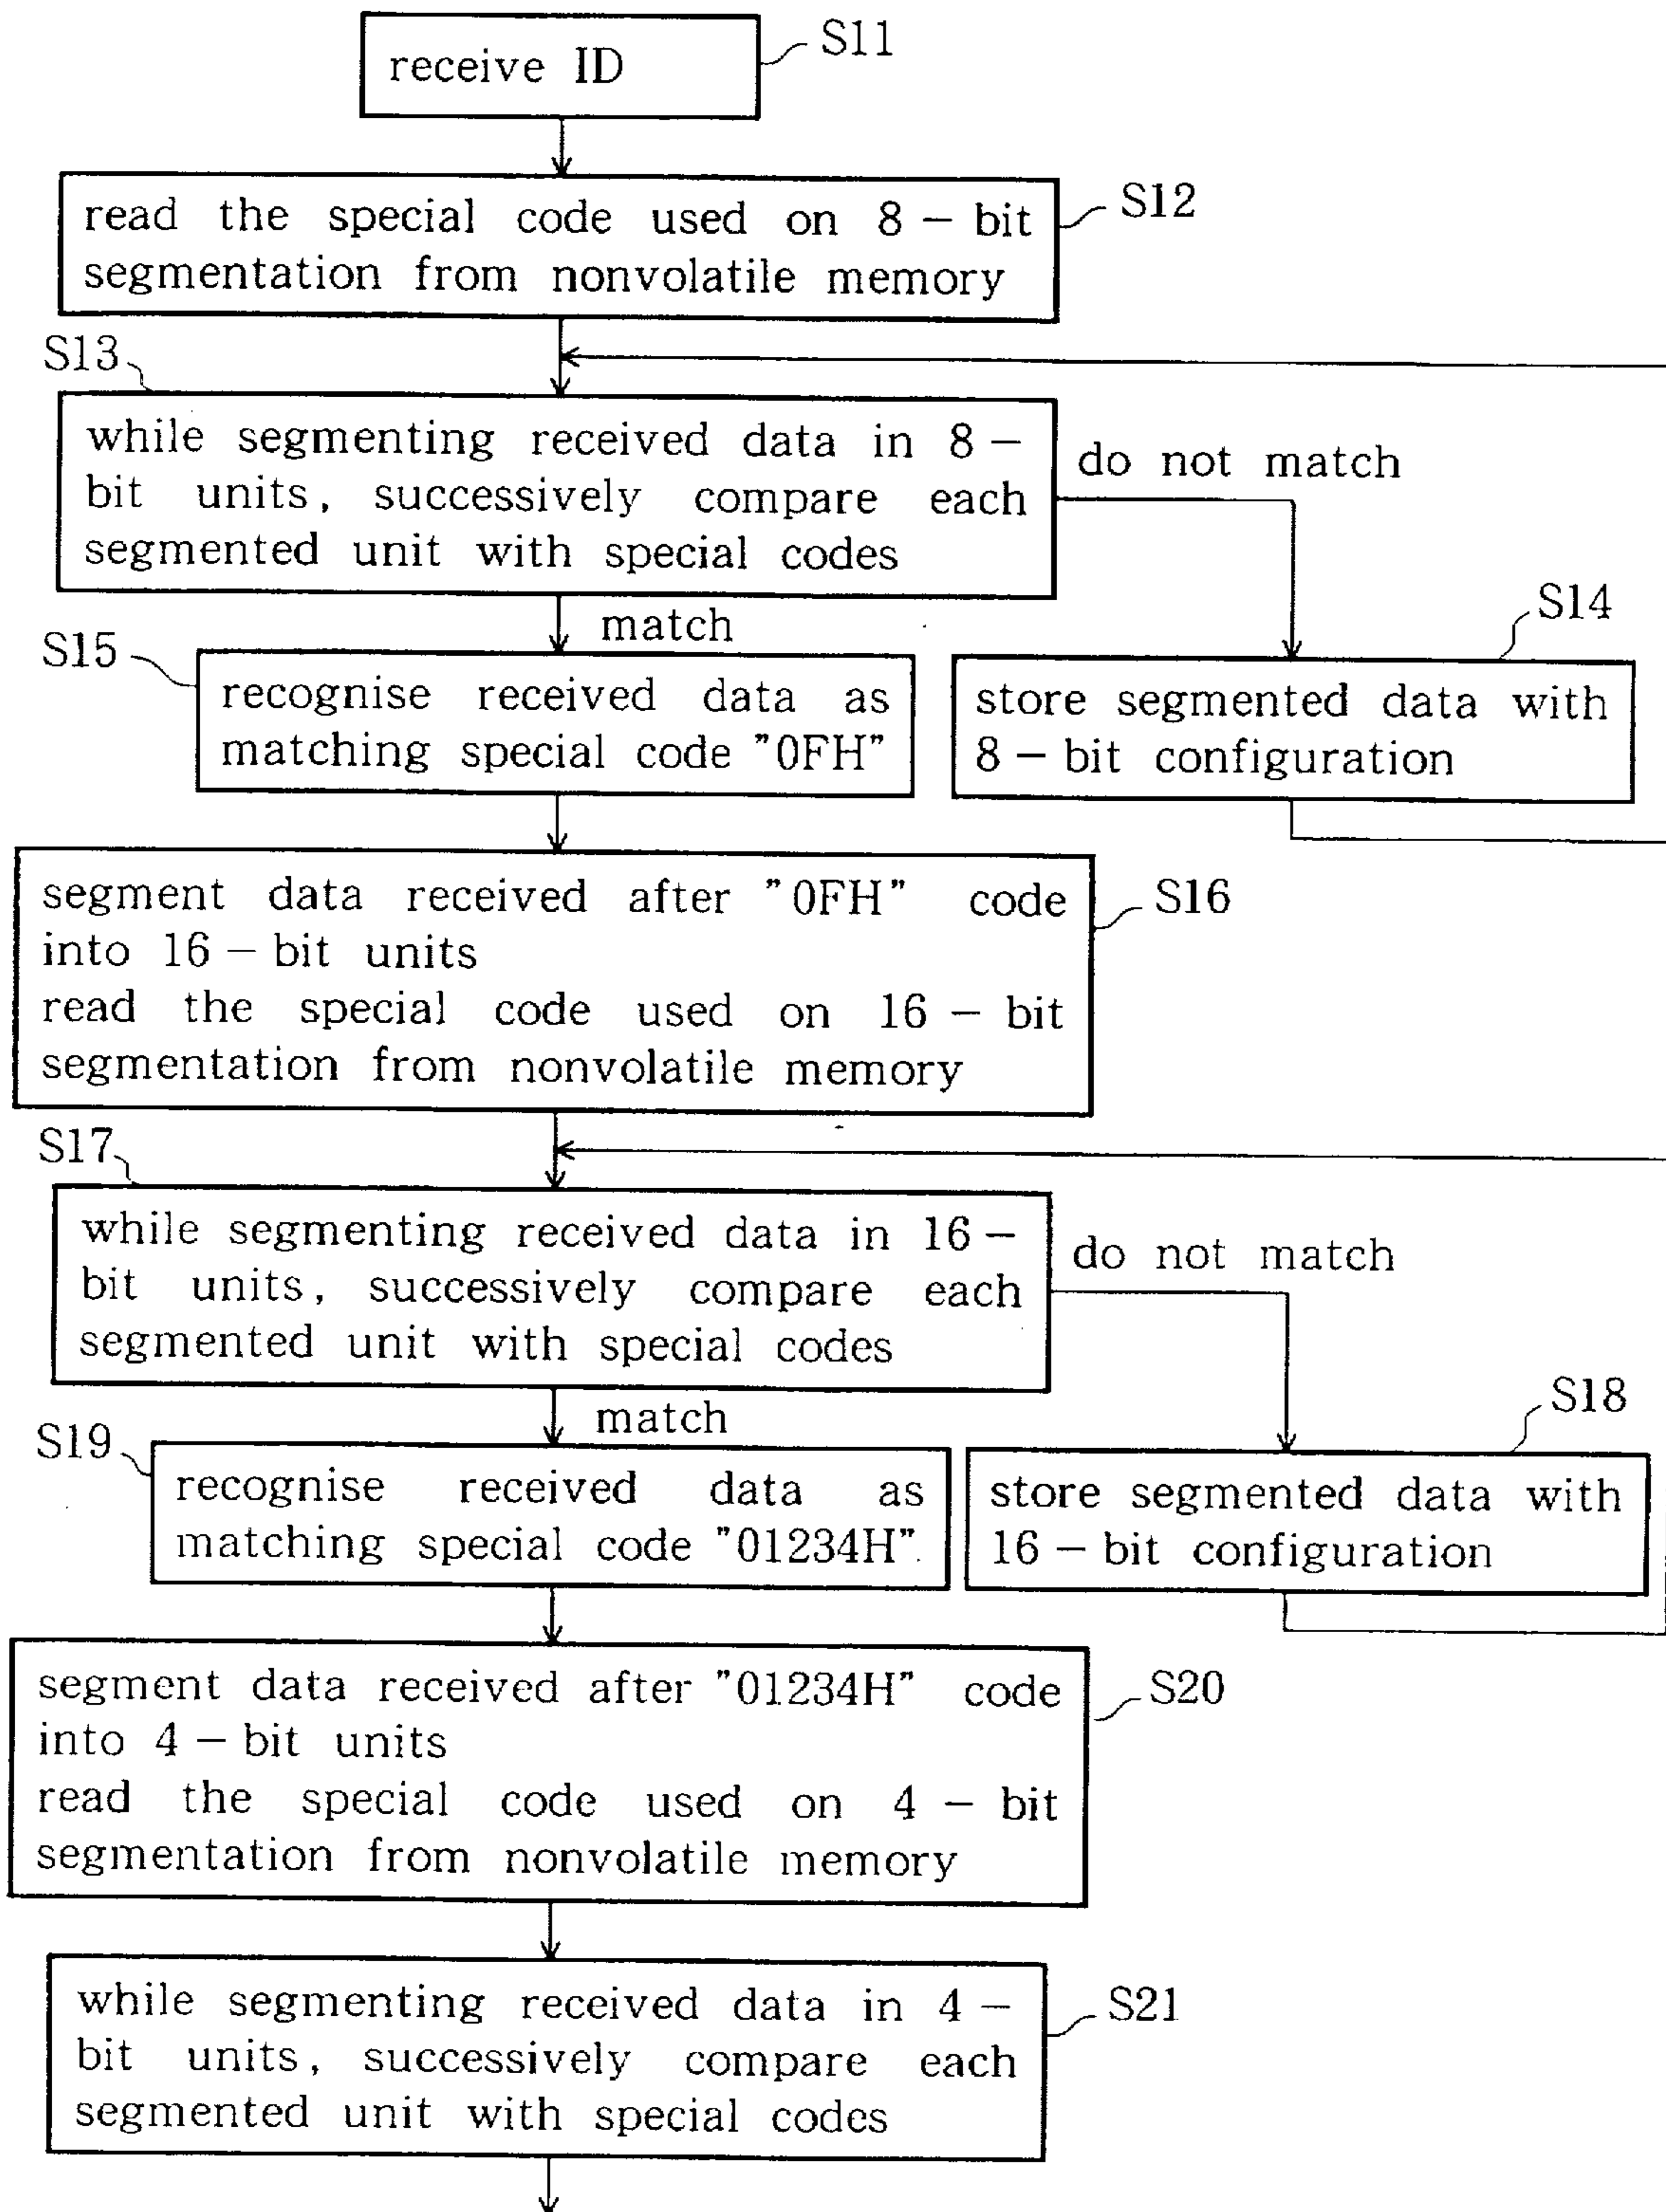 receive ID
S11
read the special code used on 8 – bit
segmentation from nonvolatile memory
S12
S13
while segmenting received data in 8 –
bit units, successively compare each
segmented unit with special codes
do not match
match
S14
store segmented data with
8 – bit configuration
S15
recognise received data as
matching special code "0FH"
segment data received after "0FH" code
into 16 – bit units
read the special code used on 16 – bit
segmentation from nonvolatile memory
S16
S17
while segmenting received data in 16 –
bit units, successively compare each
segmented unit with special codes
do not match
match
S18
store segmented data with
16 – bit configuration
S19
recognise received data as
matching special code "01234H".
segment data received after "01234H" code
into 4 – bit units
read the special code used on 4 – bit
segmentation from nonvolatile memory
S20
while segmenting received data in 4 –
bit units, successively compare each
segmented unit with special codes
S21